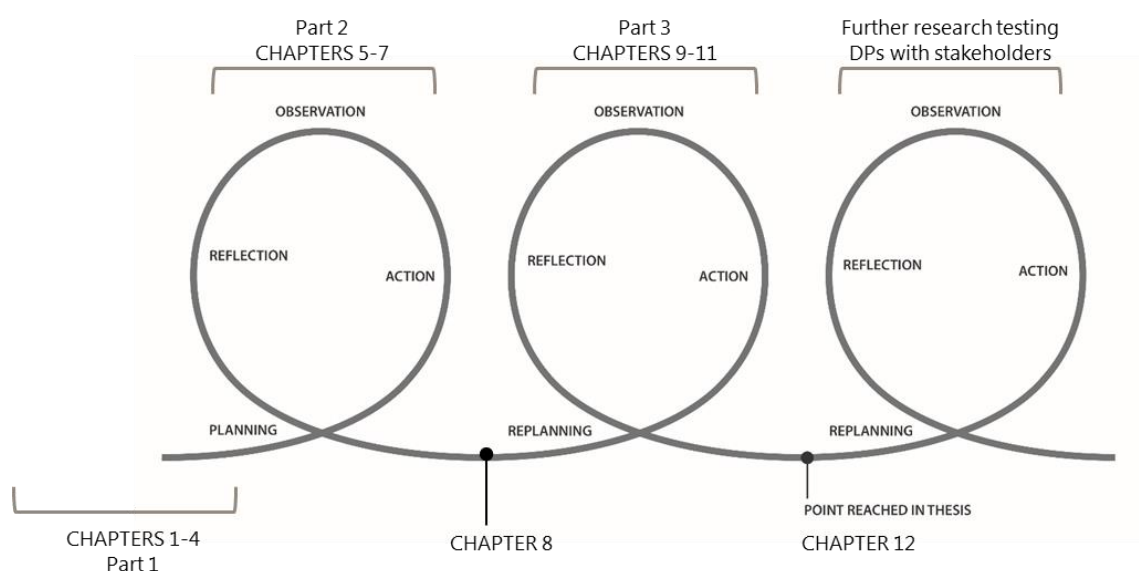 Part 2
CHAPTERS 5-7
Part 3
CHAPTERS 9-11
Further research testing
DPs with stakeholders
OBSERVATION
OBSERVATION
OBSERVATION
REFLECTION
ACTION
REFLECTION
ACTION
REFLECTION
ACTION
PLANNING
REPLANNING
REPLANNING
POINT REACHED IN THESIS
CHAPTERS 1-4
Part 1
CHAPTER 8
CHAPTER 12